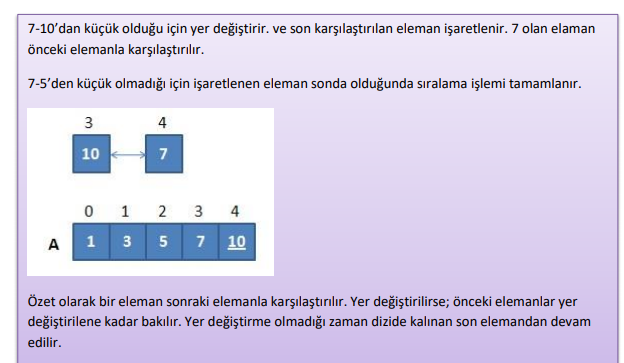 7-10’dan küçük olduğu için yer değiştirir. ve son karşılaştırılan eleman işaretlenir. 7 olan elaman
önceki elemanla karşılaştırılır.
7-5’den küçük olmadığı için işaretlenen eleman sonda olduğunda sıralama işlemi tamamlanır.
3 4
10 7
0 1 2 3 4
A 1 3 5 7 10
Özet olarak bir eleman sonraki elemanla karşılaştırılır. Yer değiştirilirse; önceki elemanlar yer
değiştirilene kadar bakılır. Yer değiştirme olmadığı zaman dizide kalınan son elemandan devam
edilir.